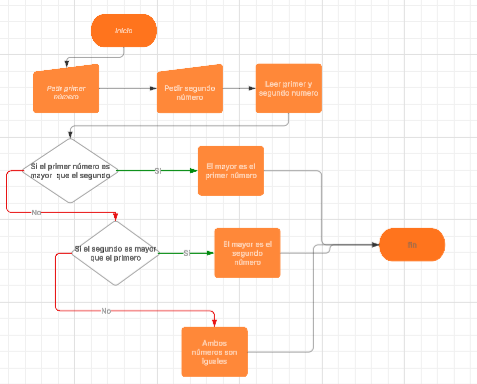 Inicio
Pedir primer
número
Pedir segundo
número
Leer primer y
segundo numero
Si el primer número es
mayor que el segundo
Si
El mayor es el
primer número
No
Si el segundo es mayor
que el primero
Si
El mayor es el
segundo
número
fin
No
Ambos
números son
iguales